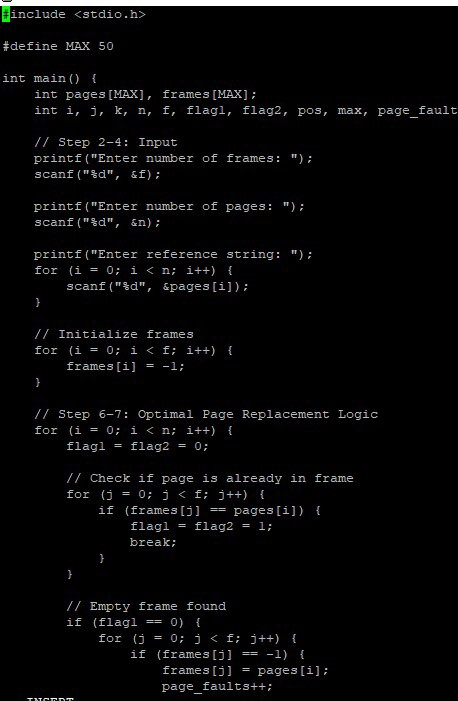 #include <stdio.h>

#define MAX 50

int main() {
    int pages[MAX], frames[MAX];
    int i, j, k, n, f, flag1, flag2, pos, max, page_fault

    // Step 2-4: Input
    printf("Enter number of frames: ");
    scanf("%d", &f);

    printf("Enter number of pages: ");
    scanf("%d", &n);

    printf("Enter reference string: ");
    for (i = 0; i < n; i++) {
        scanf("%d", &pages[i]);
    }

    // Initialize frames
    for (i = 0; i < f; i++) {
        frames[i] = -1;
    }

    // Step 6-7: Optimal Page Replacement Logic
    for (i = 0; i < n; i++) {
        flag1 = flag2 = 0;

        // Check if page is already in frame
        for (j = 0; j < f; j++) {
            if (frames[j] == pages[i]) {
                flag1 = flag2 = 1;
                break;
            }
        }

        // Empty frame found
        if (flag1 == 0) {
            for (j = 0; j < f; j++) {
                if (frames[j] == -1) {
                    frames[j] = pages[i];
                    page_faults++;
-- INSERT --